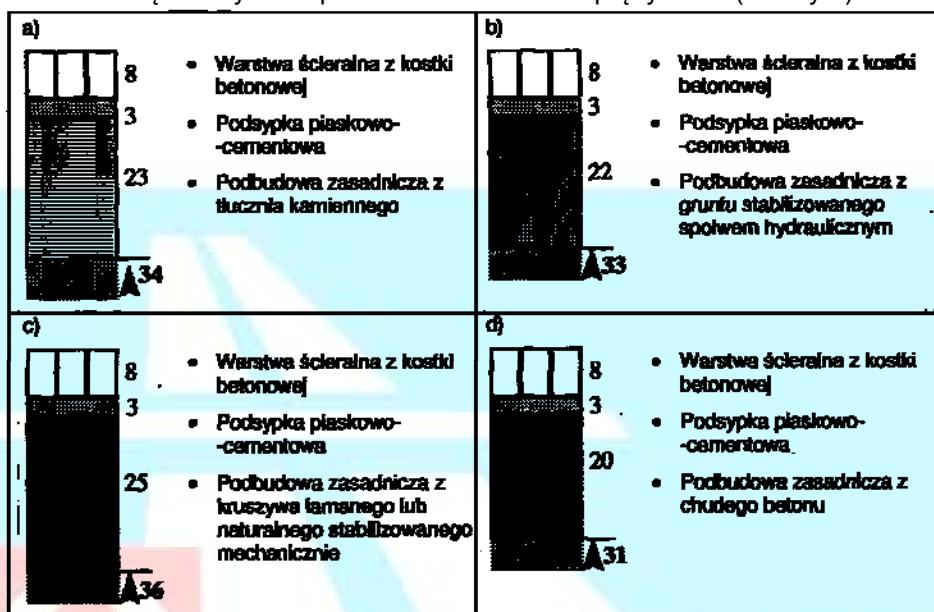 a)
8
3
23
34
• Warstwa ścieralna z kostki
betonowej
• Podsypka piaskowo-
-cementowa
• Podbudowa zasadnicza z
tłucznia kamiennego
b)
8
3
22
33
• Warstwa ścieralna z kostki
betonowej
• Podsypka piaskowo-
-cementowa
• Podbudowa zasadnicza z
gruntu stabilizowanego
spoiwem hydraulicznym
c)
8
3
25
36
• Warstwa ścieralna z kostki
betonowej
• Podsypka piaskowo-
-cementowa
• Podbudowa zasadnicza z
kruszywa łamanego lub
naturalnego stabilizowanego
mechanicznie
d)
8
3
20
31
• Warstwa ścieralna z kostki
betonowej
• Podsypka piaskowo-
-cementowa
• Podbudowa zasadnicza z
chudego betonu